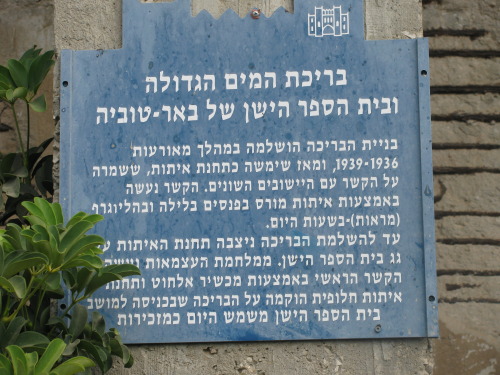 בריכת המים הגדולה
ובית הספר הישן של באר-טוביה
בניית הבריכה הושלמה במהלך מאורעות
1939-1936, ומאז שימשה כתחנת איתות, ששמרה
על הקשר עם היישובים השונים. הקשר נעשה
באמצעות איתות מורס בפנסים בלילה ובהליוגרף
(מראות)-בשעות היום.
עד להשלמת הבריכה ניצבה תחנת האיתות על
גג בית הספר הישן. ממלחמת העצמאות נעשה
הקשר הראשי באמצעות מכשיר אלחוט ותחנת
איתות חלופית הוקמה על הבריכה שבכניסה למושב
בית הספר הישן משמש היום כמזכירות